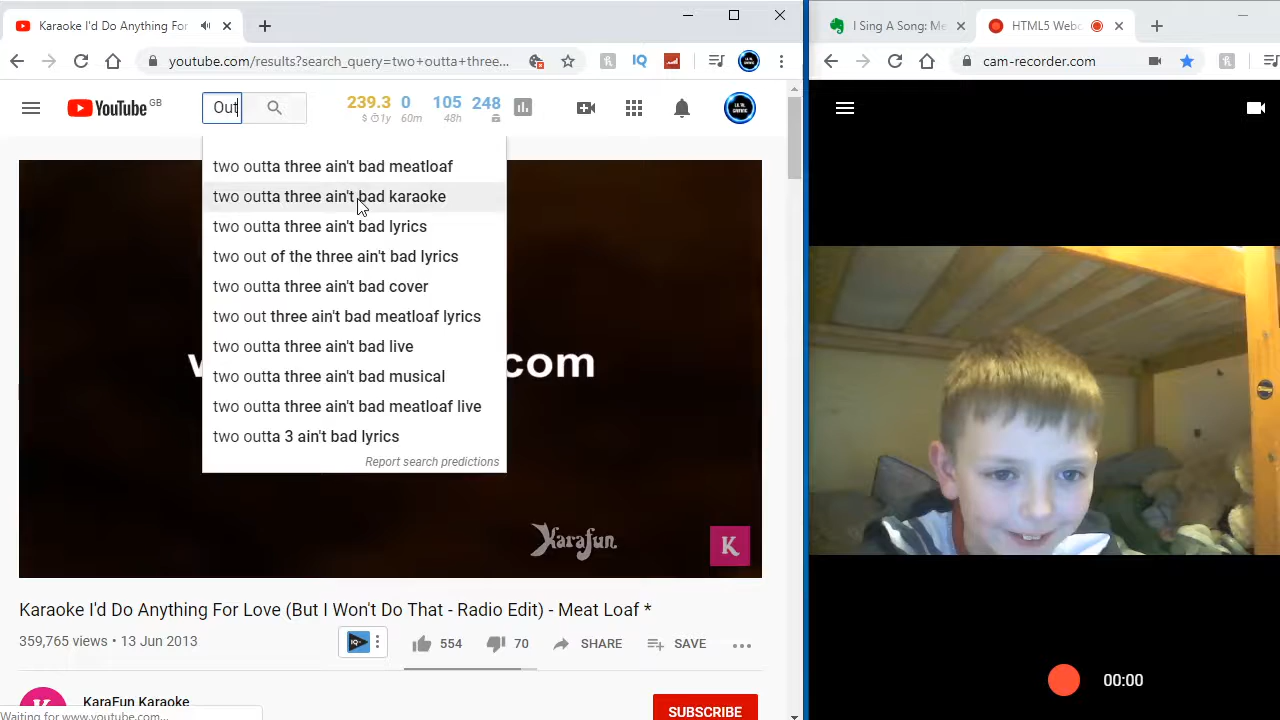 Karaoke I'd Do Anything For
I Sing A Song: Me
HTML5 Webc
youtube.com/results?search_query=two+outta+three...
IQ
cam-recorder.com
YouTube GB
Out
239.3 0 105 248
$ 1y 60m 48h
two outta three ain't bad meatloaf
two outta three ain't bad karaoke
two outta three ain't bad lyrics
two out of the three ain't bad lyrics
two outta three ain't bad cover
two out three ain't bad meatloaf lyrics
two outta three ain't bad live
two outta three ain't bad musical
two outta three ain't bad meatloaf live
two outta 3 ain't bad lyrics
Report search predictions
w .com
Karafun
K
Karaoke I'd Do Anything For Love (But I Won't Do That - Radio Edit) - Meat Loaf *
359,765 views • 13 Jun 2013
IQ
554 70 SHARE SAVE
00:00
KaraFun Karaoke
SUBSCRIBE
Waiting for www.youtube.com...